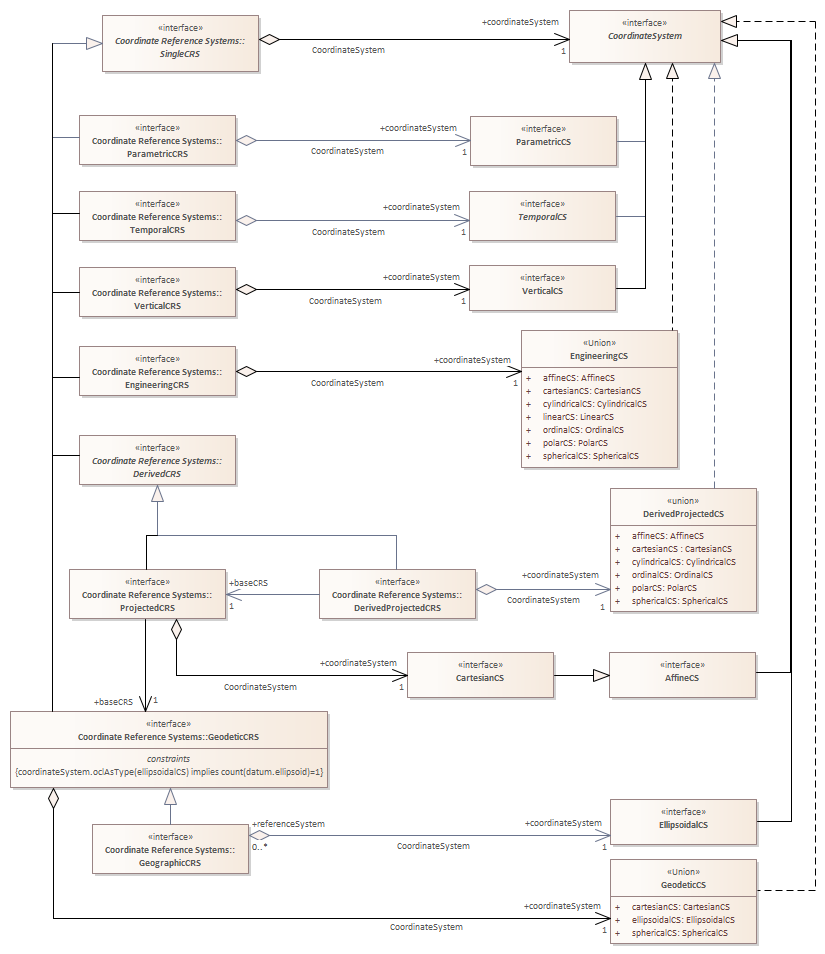 «interface»
Coordinate Reference Systems::
SingleCRS
CoordinateSystem
+coordinateSystem
1
«interface»
CoordinateSystem
«interface»
Coordinate Reference Systems::
ParametricCRS
CoordinateSystem
+coordinateSystem
1
«interface»
ParametricCS
«interface»
Coordinate Reference Systems::
TemporalCRS
CoordinateSystem
+coordinateSystem
1
«interface»
TemporalCS
«interface»
Coordinate Reference Systems::
VerticalCRS
CoordinateSystem
+coordinateSystem
1
«interface»
VerticalCS
«interface»
Coordinate Reference Systems::
EngineeringCRS
CoordinateSystem
+coordinateSystem
1
«Union»
EngineeringCS
+ affineCS: AffineCS
+ cartesianCS: CartesianCS
+ cylindricalCS: CylindricalCS
+ linearCS: LinearCS
+ ordinalCS: OrdinalCS
+ polarCS: PolarCS
+ sphericalCS: SphericalCS
«interface»
Coordinate Reference Systems::
DerivedCRS
«interface»
Coordinate Reference Systems::
ProjectedCRS
+baseCRS
1
«interface»
Coordinate Reference Systems::
DerivedProjectedCRS
CoordinateSystem
+coordinateSystem
1
«union»
DerivedProjectedCS
+ affineCS: AffineCS
+ cartesianCS : CartesianCS
+ cylindricalCS: CylindricalCS
+ ordinalCS: OrdinalCS
+ polarCS: PolarCS
+ sphericalCS: SphericalCS
CoordinateSystem
+coordinateSystem
1
«interface»
CartesianCS
«interface»
AffineCS
+baseCRS
1
«interface»
Coordinate Reference Systems::GeodeticCRS
constraints
{coordinateSystem.oclAsType(ellipsoidalCS) implies count(datum.ellipsoid)=1}
«interface»
Coordinate Reference Systems::
GeographicCRS
+referenceSystem
0..*
CoordinateSystem
+coordinateSystem
1
«interface»
EllipsoidalCS
CoordinateSystem
+coordinateSystem
1
«Union»
GeodeticCS
+ cartesianCS: CartesianCS
+ ellipsoidalCS: EllipsoidalCS
+ sphericalCS: SphericalCS